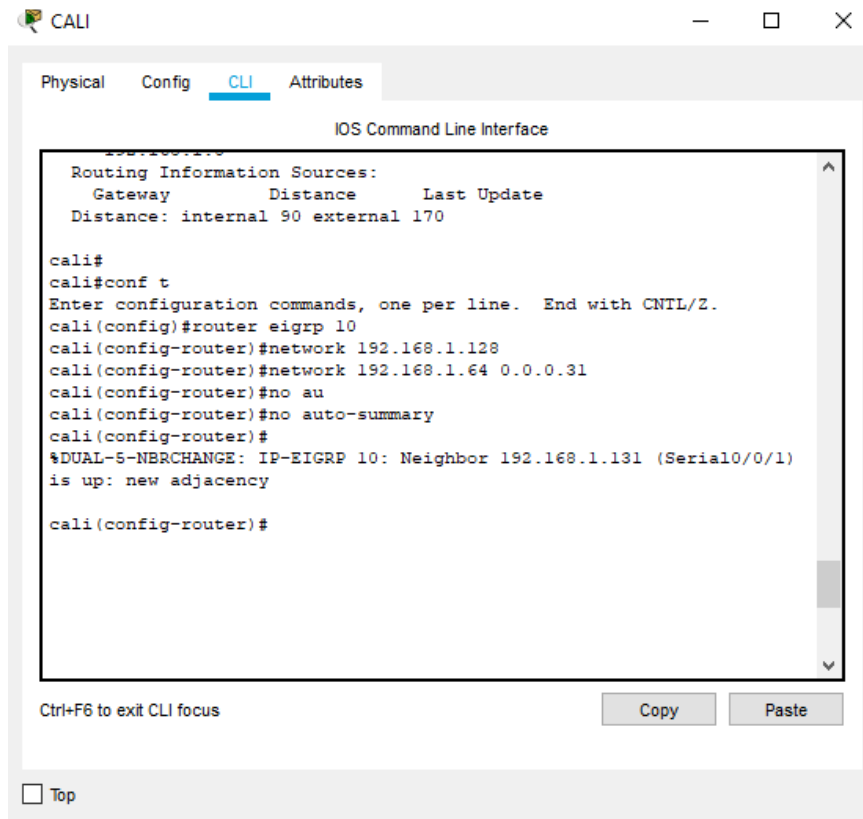 CALI
Physical Config CLI Attributes
IOS Command Line Interface
192.168.1.0
Routing Information Sources:
Gateway Distance Last Update
Distance: internal 90 external 170
cali#
cali#conf t
Enter configuration commands, one per line. End with CNTL/Z.
cali(config)#router eigrp 10
cali(config-router)#network 192.168.1.128
cali(config-router)#network 192.168.1.64 0.0.0.31
cali(config-router)#no au
cali(config-router)#no auto-summary
cali(config-router)#
%DUAL-5-NBRCHANGE: IP-EIGRP 10: Neighbor 192.168.1.131 (Serial0/0/1)
is up: new adjacency
cali(config-router)#
Ctrl+F6 to exit CLI focus
Copy Paste
Top